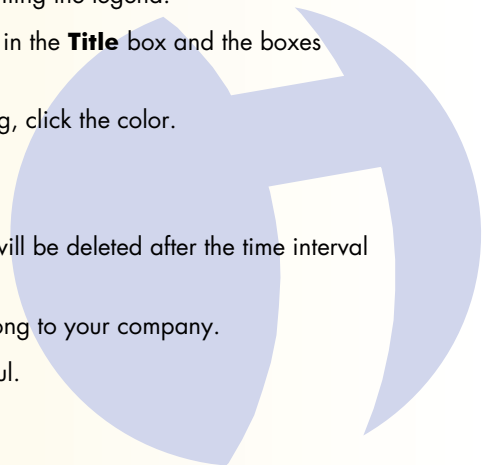 the legend.
in the Title box and the boxes
g, click the color.
will be deleted after the time interval
ong to your company.
ul.